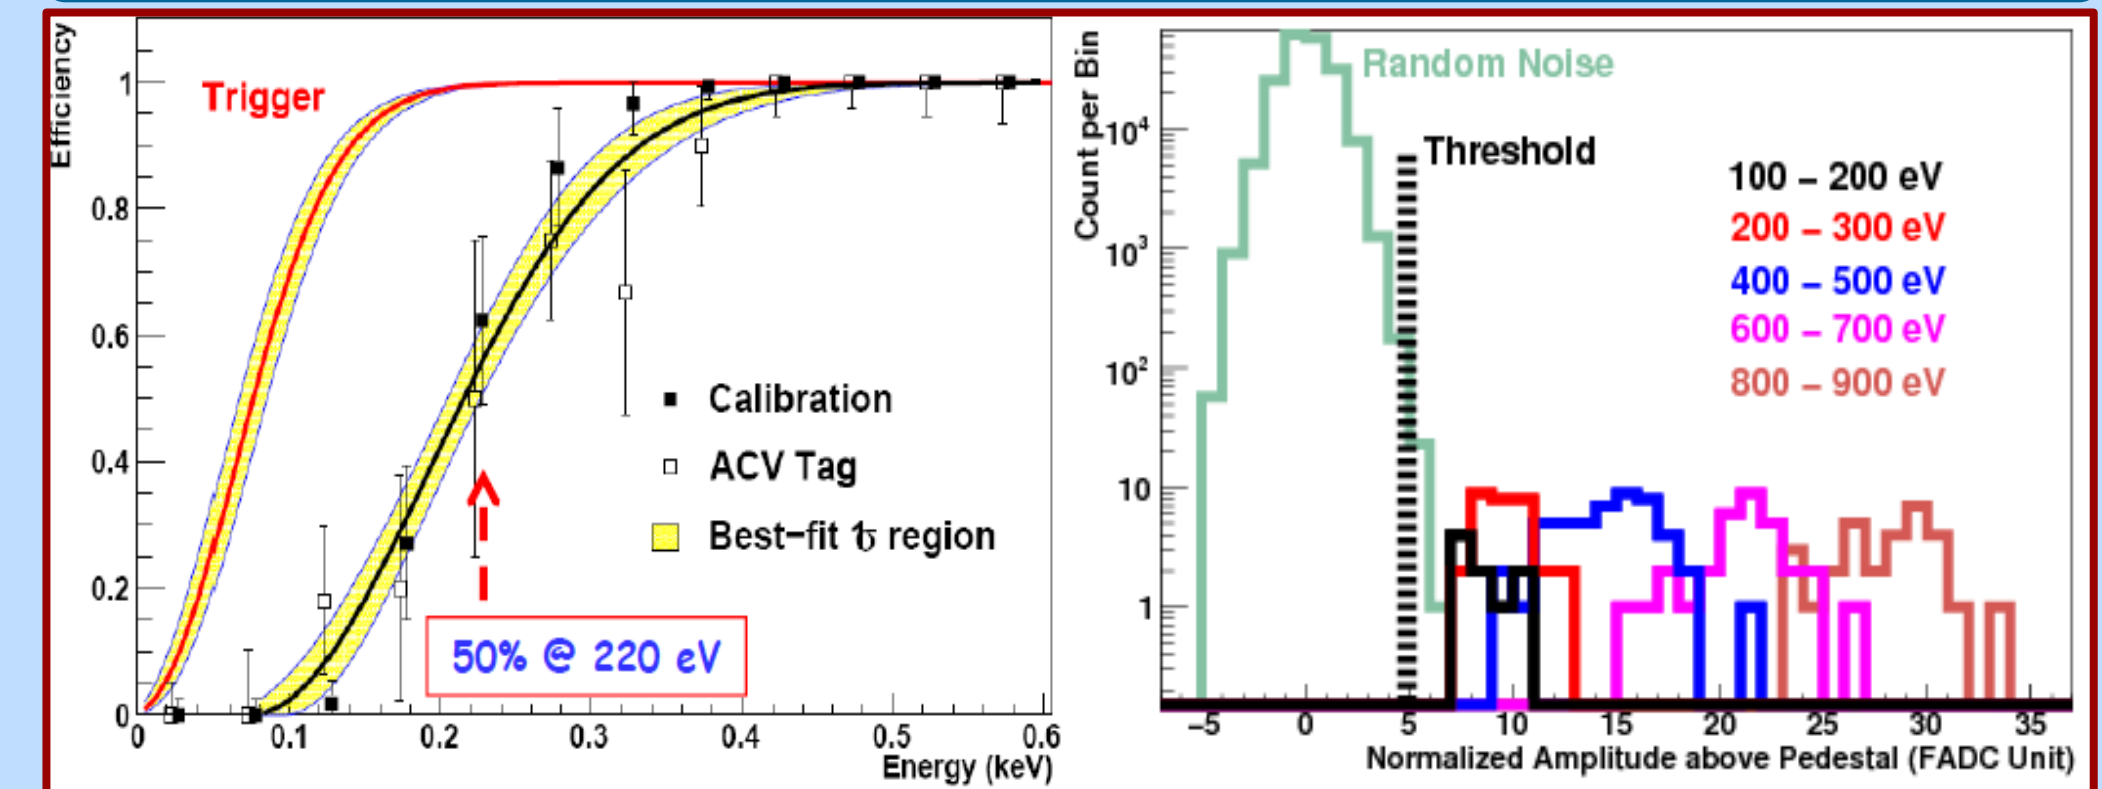 Efficiency
1
0.8
0.6
0.4
0.2
0
Trigger
Calibration
ACV Tag
Best-fit 1σ region
50% @ 220 eV
0 0.1 0.2 0.3 0.4 0.5 0.6
Energy (keV)
Count per Bin
10⁴
10³
10²
10
1
Random Noise
Threshold
100 – 200 eV
200 – 300 eV
400 – 500 eV
600 – 700 eV
800 – 900 eV
−5 0 5 10 15 20 25 30 35
Normalized Amplitude above Pedestal (FADC Unit)